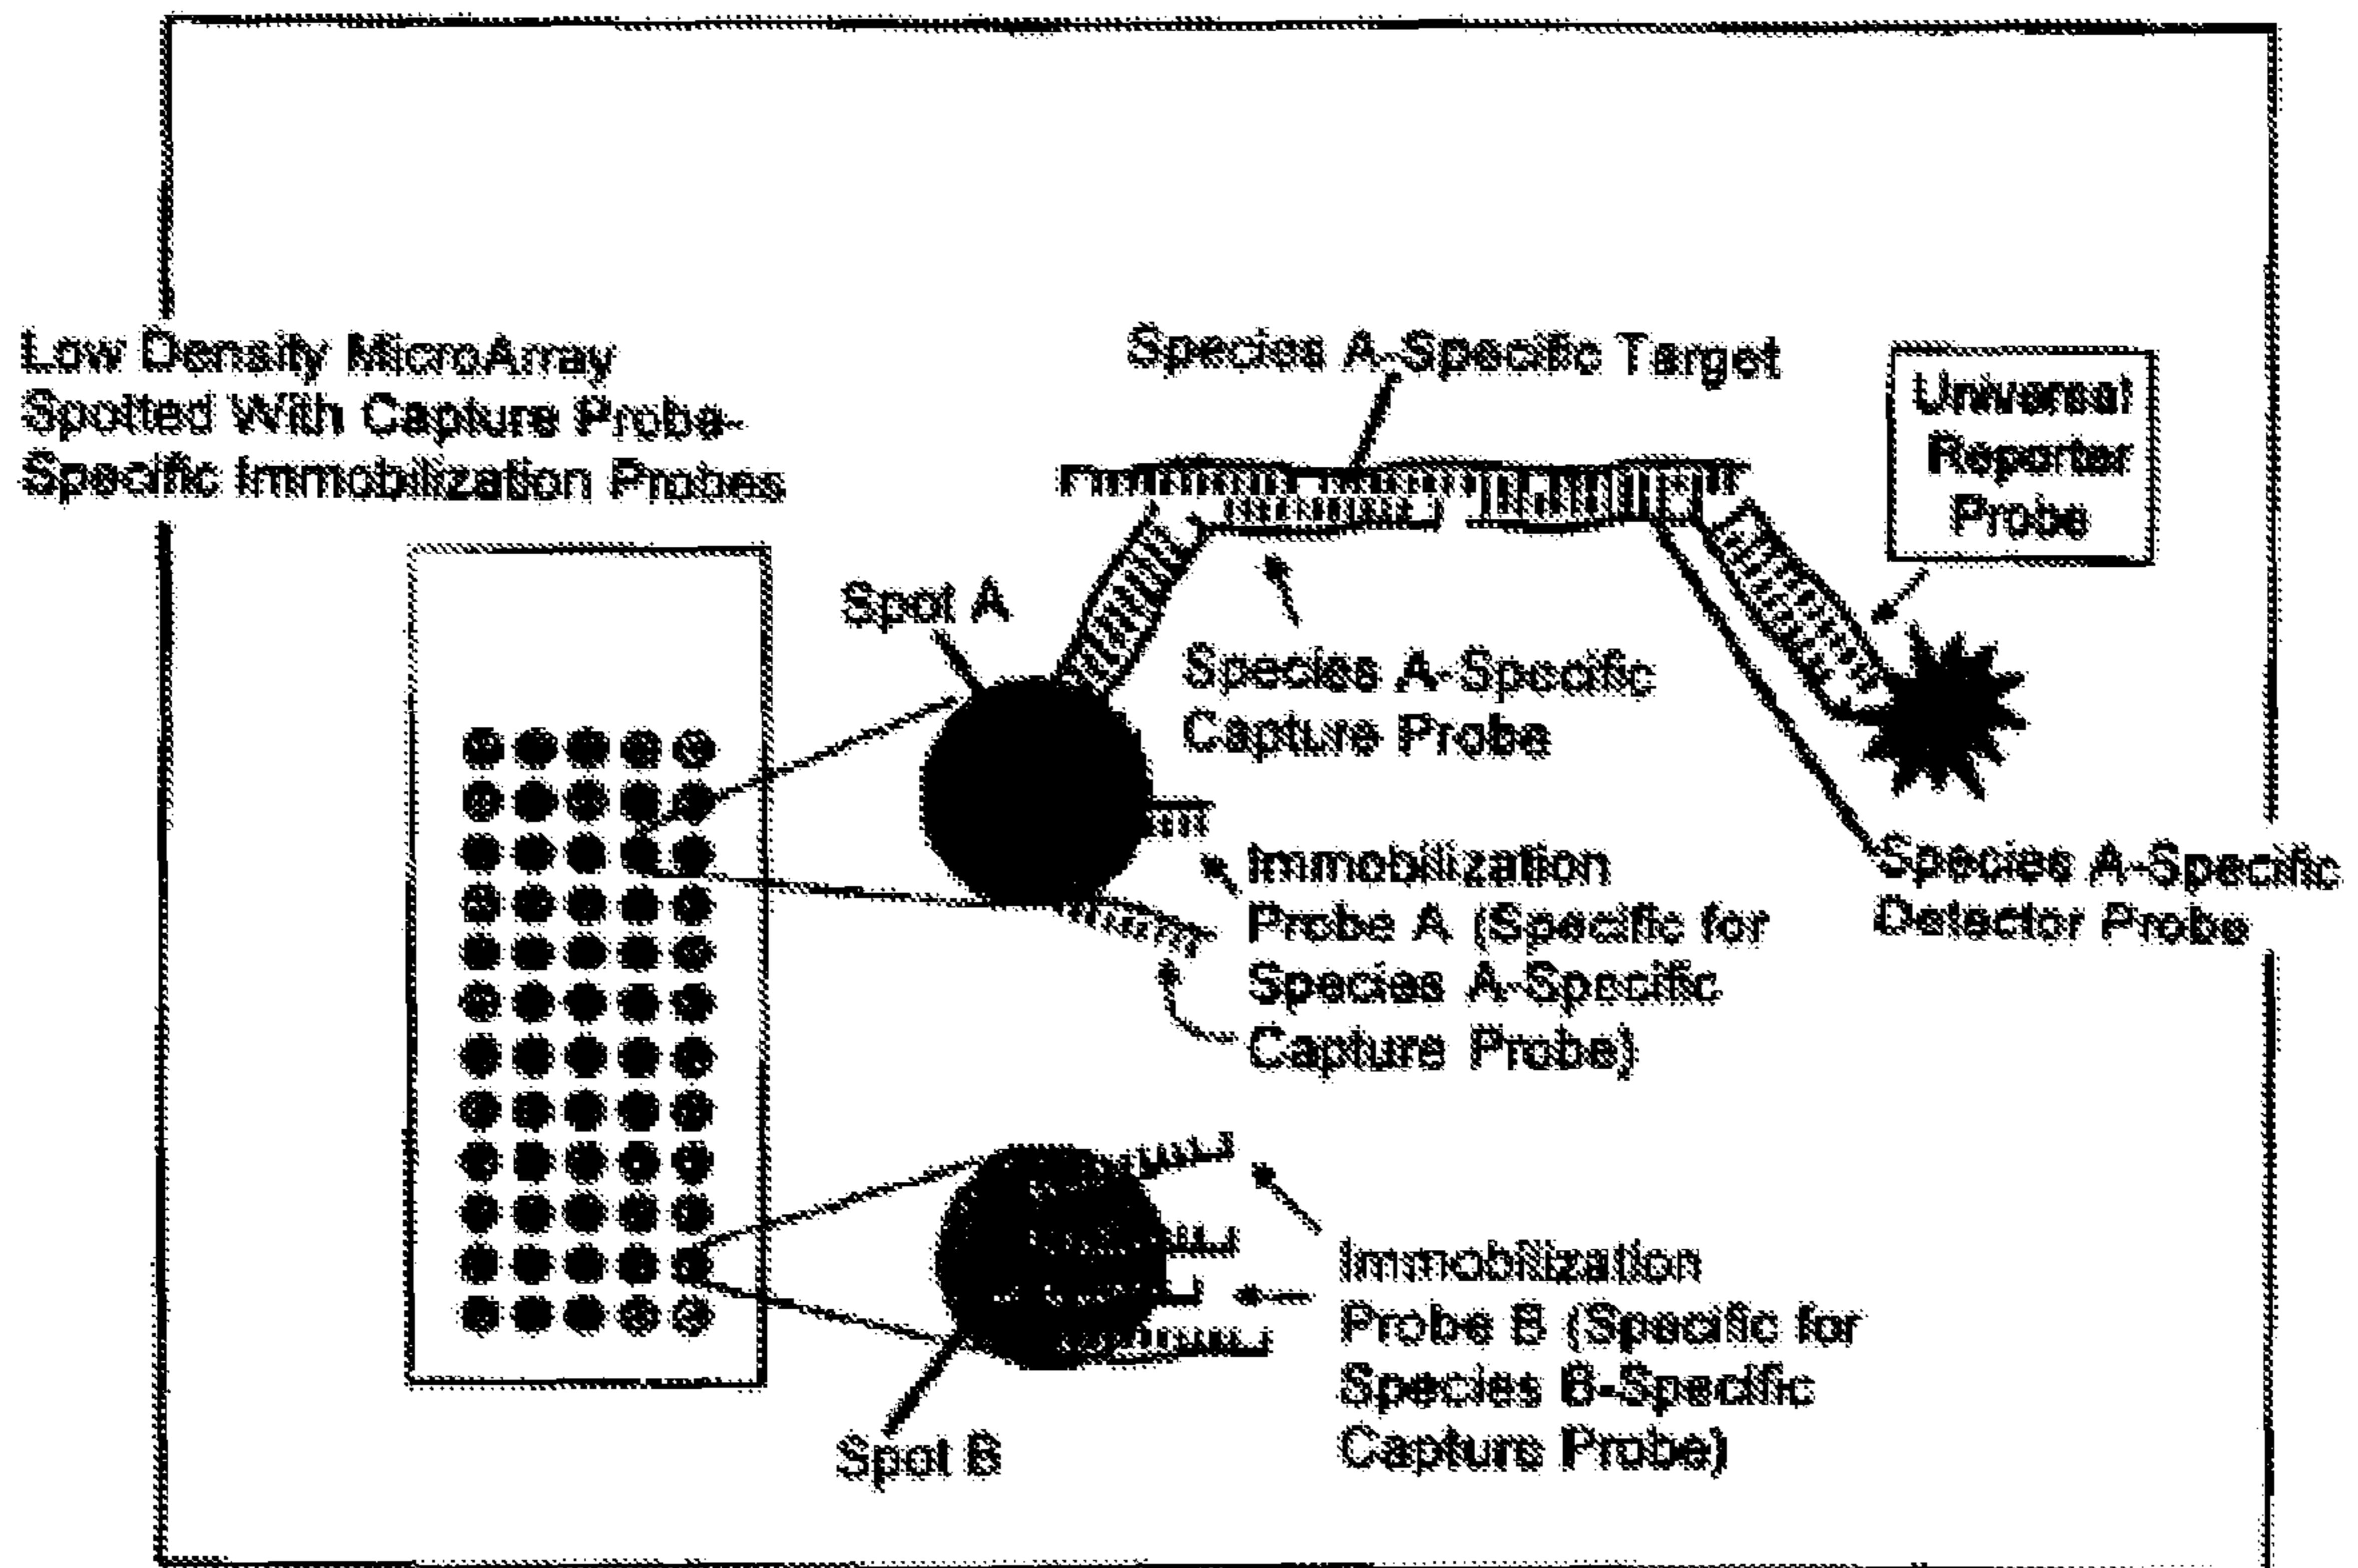 Low Density MicroArray
Spotted With Capture Probe-
Specific Immobilization Probes
Species A-Specific Target
Universal
Reporter
Probe
Spot A
Species A-Specific
Capture Probe
Immobilization
Probe A (Specific for
Species A-Specific
Capture Probe)
Species A-Specific
Detector Probe
Immobilization
Probe B (Specific for
Species B-Specific
Capture Probe)
Spot B